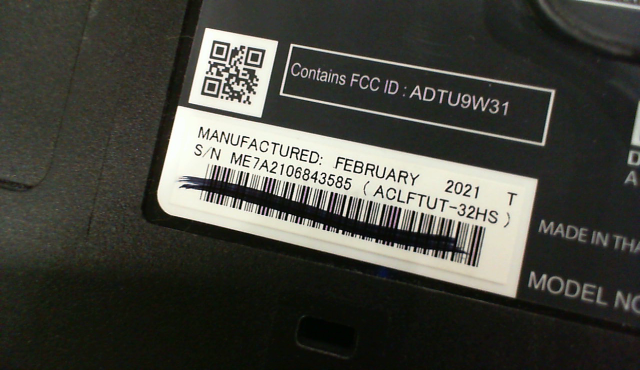 Contains FCC ID : ADTU9W31
MANUFACTURED: FEBRUARY 2021 T
S/N ME7A2106843585 ( ACLFTUT-32HS )
D
A
MADE IN THA
MODEL NO